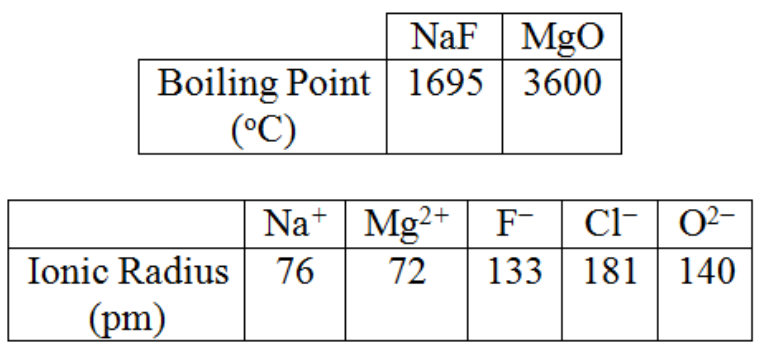 NaF MgO
Boiling Point 1695 3600
(°C)
Na⁺ Mg²⁺ F⁻ Cl⁻ O²⁻
Ionic Radius 76 72 133 181 140
(pm)